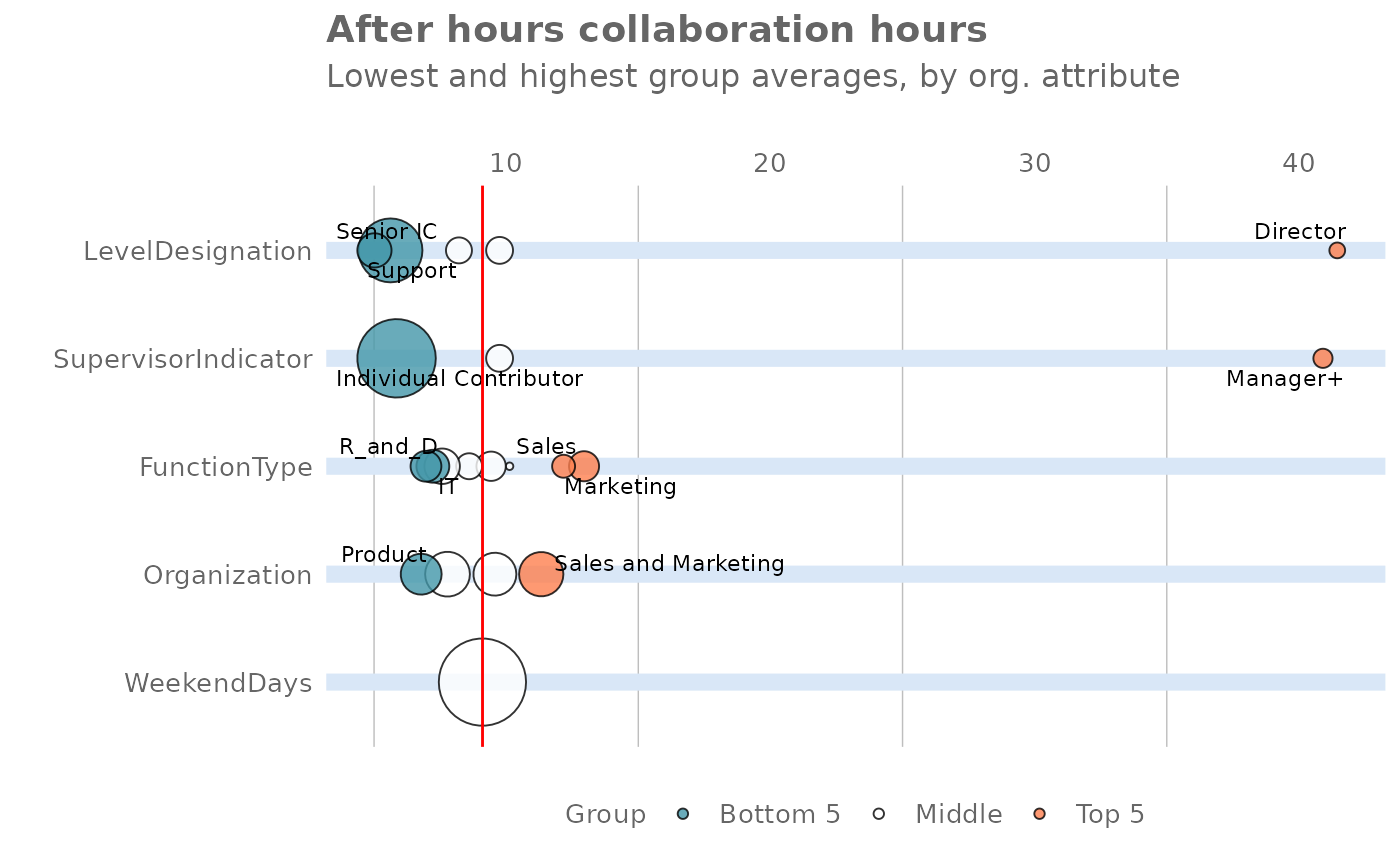 After hours collaboration hours
Lowest and highest group averages, by org. attribute
10 20 30 40
LevelDesignation
Senior IC
Support
Director
SupervisorIndicator
Individual Contributor
Manager+
FunctionType
R_and_D
IT
Sales
Marketing
Organization
Product
Sales and Marketing
WeekendDays
Group Bottom 5 Middle Top 5